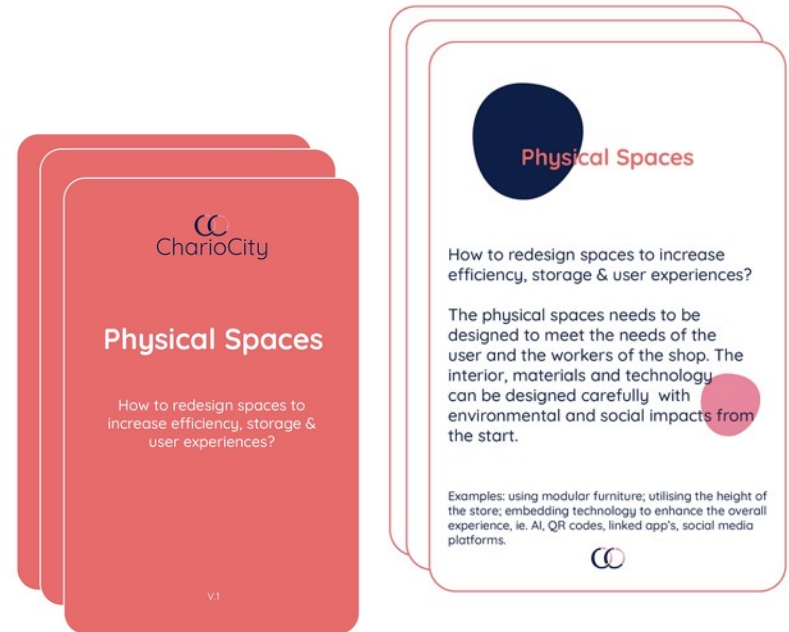 CharioCity
Physical Spaces
How to redesign spaces to
increase efficiency, storage &
user experiences?
V.1
Physical Spaces
How to redesign spaces to increase
efficiency, storage & user experiences?
The physical spaces needs to be
designed to meet the needs of the
user and the workers of the shop. The
interior, materials and technology
can be designed carefully with
environmental and social impacts from
the start.
Examples: using modular furniture; utilising the height of
the store; embedding technology to enhance the overall
experience, ie. AI, QR codes, linked app's, social media
platforms.